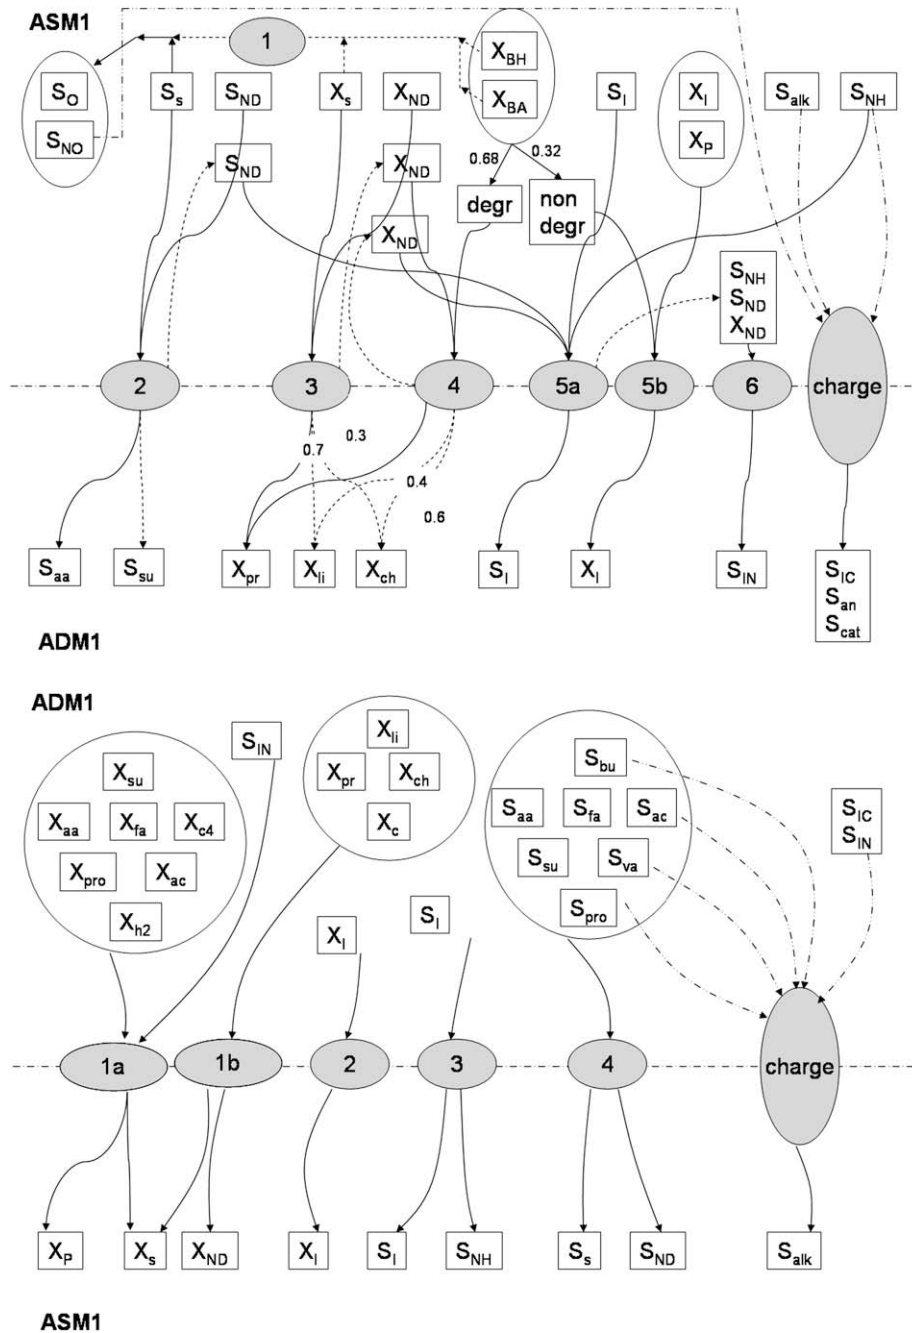 ASM1
1
S_O
S_NO
S_s
S_ND
X_s
X_ND
X_BH
X_BA
S_I
X_I
X_P
S_alk
S_NH
S_ND
X_ND
0.68
0.32
degr
non
degr
X_ND
S_NH
S_ND
X_ND
2
3
4
5a
5b
6
charge
0.3
0.7
0.4
0.6
S_aa
S_su
X_pr
X_li
X_ch
S_I
X_I
S_IN
S_IC
S_an
S_cat
ADM1
ADM1
S_IN
X_su
X_aa
X_fa
X_c4
X_pro
X_ac
X_h2
X_li
X_pr
X_ch
X_c
X_I
S_I
S_bu
S_aa
S_fa
S_ac
S_su
S_va
S_pro
S_IC
S_IN
1a
1b
2
3
4
charge
X_P
X_s
X_ND
X_I
S_I
S_NH
S_s
S_ND
S_alk
ASM1